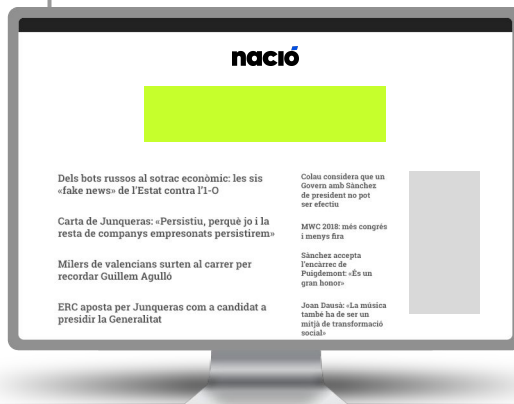 nació
Dels bots russos al sotrac econòmic: les sis
«fake news» de l'Estat contra l'1-O
Carta de Junqueras: «Persistiu, perquè jo i la
resta de companys empresonats persistirem»
Milers de valencians surten al carrer per
recordar Guillem Agulló
ERC aposta per Junqueras com a candidat a
presidir la Generalitat
Colau considera que un
Govern amb Sánchez
de president no pot
ser efectiu
MWC 2018: més congrés
i menys fira
Sànchez accepta
l'encàrrec de
Puigdemont: «És un
gran honor»
Joan Dausà: «La música
també ha de ser un
mitjà de transformació
social»